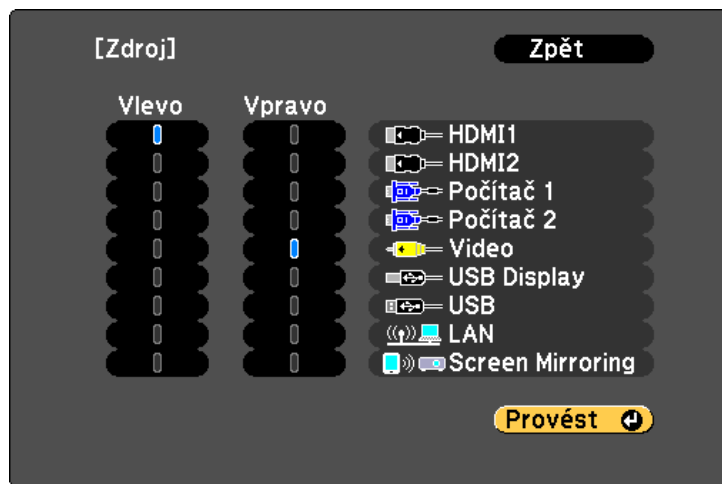 [Zdroj] Zpět
Vlevo Vpravo
HDMI1
HDMI2
Počítač 1
Počítač 2
Video
USB Display
USB
LAN
Screen Mirroring
Provést